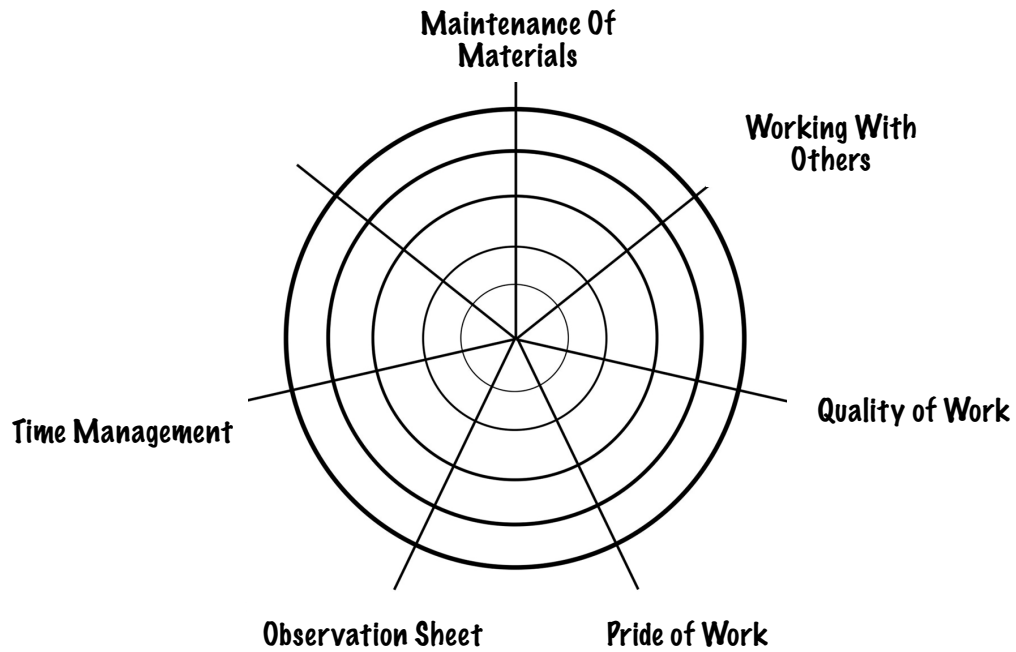 Maintenance Of
Materials
Working With
Others
Quality of Work
Time Management
Observation Sheet
Pride of Work